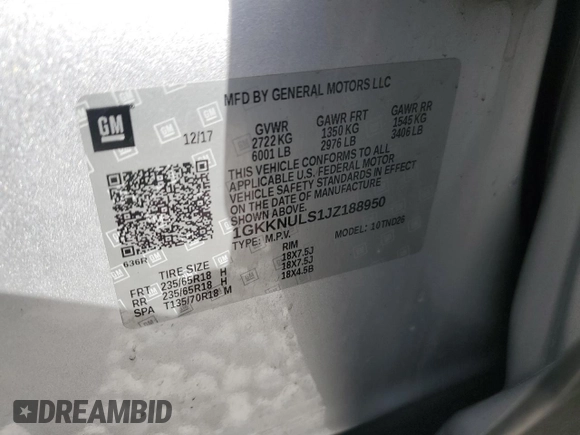 MFD BY GENERAL MOTORS LLC
GM
12/17
GVWR GAWR FRT GAWR RR
2722 KG 1350 KG 1545 KG
6001 LB 2976 LB 3406 LB
THIS VEHICLE CONFORMS TO ALL
APPLICABLE U.S. FEDERAL MOTOR
VEHICLE SAFETY STANDARDS IN EFFECT
ON THE DATE OF MANUFACTURE
SHOWN ABOVE.
1GKKNULS1JZ188950
TYPE: M.P.V. MODEL: 1 0TND26
636R
TIRE SIZE RIM
FRT 235/65R18 H 18X7.5J
RR 235/65R18 H 18X7.5J
SPA T135/70R18 M 18X4.5B
DREAMBID